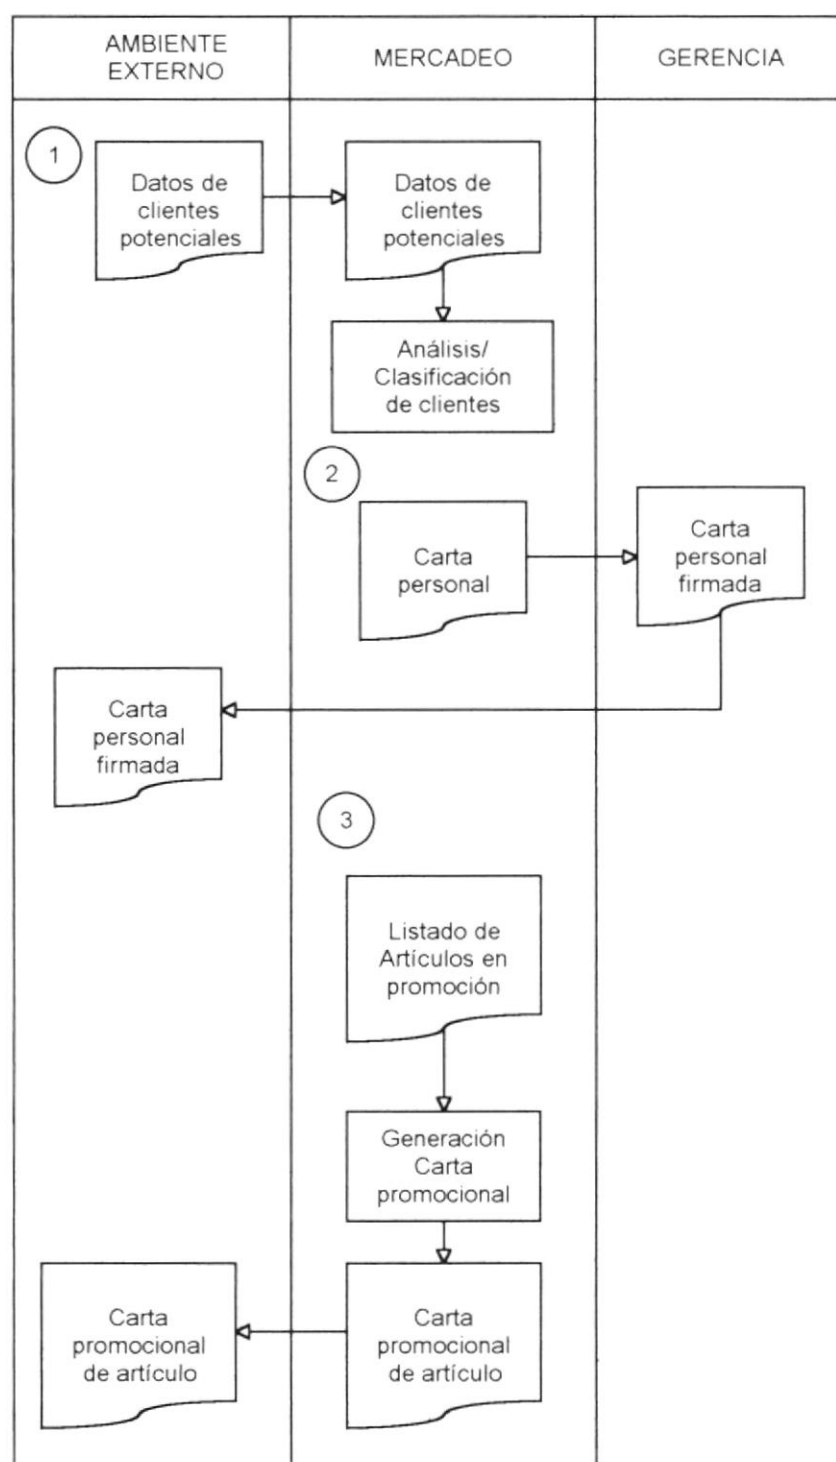 AMBIENTE
EXTERNO
MERCADEO
GERENCIA
1
Datos de
clientes
potenciales
Datos de
clientes
potenciales
Análisis/
Clasificación
de clientes
2
Carta
personal
Carta
personal
firmada
Carta
personal
firmada
3
Listado de
Artículos en
promoción
Generación
Carta
promocional
Carta
promocional
de artículo
Carta
promocional
de artículo